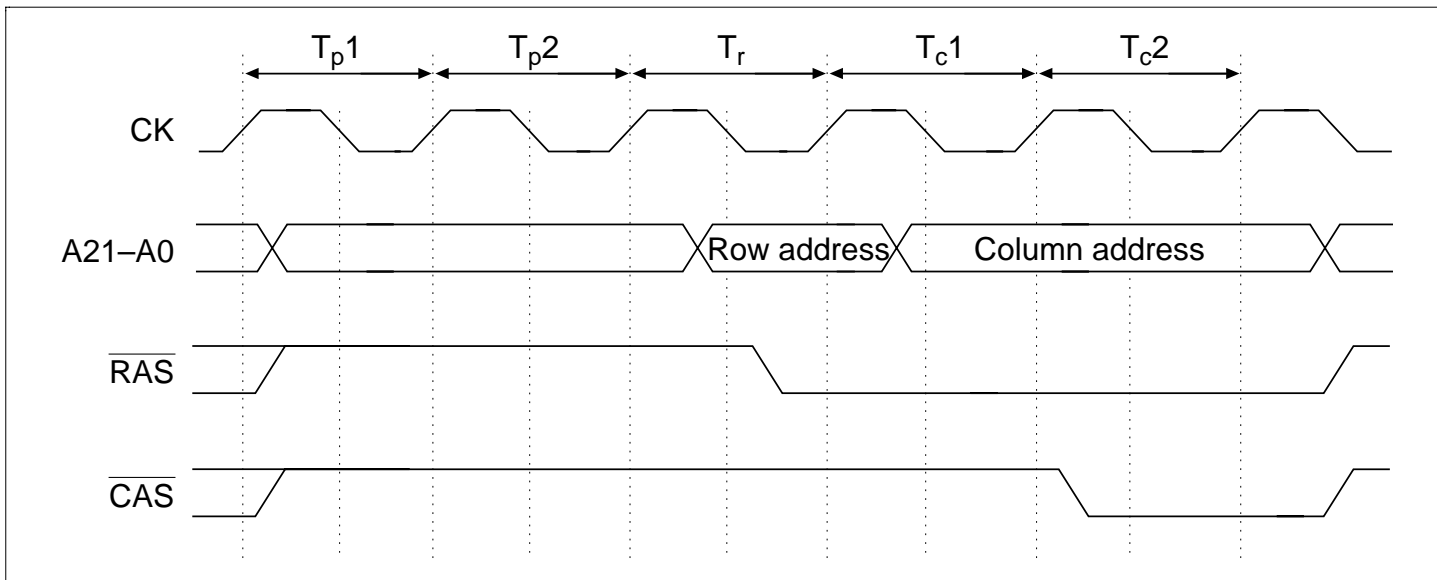 Tp1 Tp2 Tr Tc1 Tc2
CK
A21–A0 Row address Column address
RAS
CAS